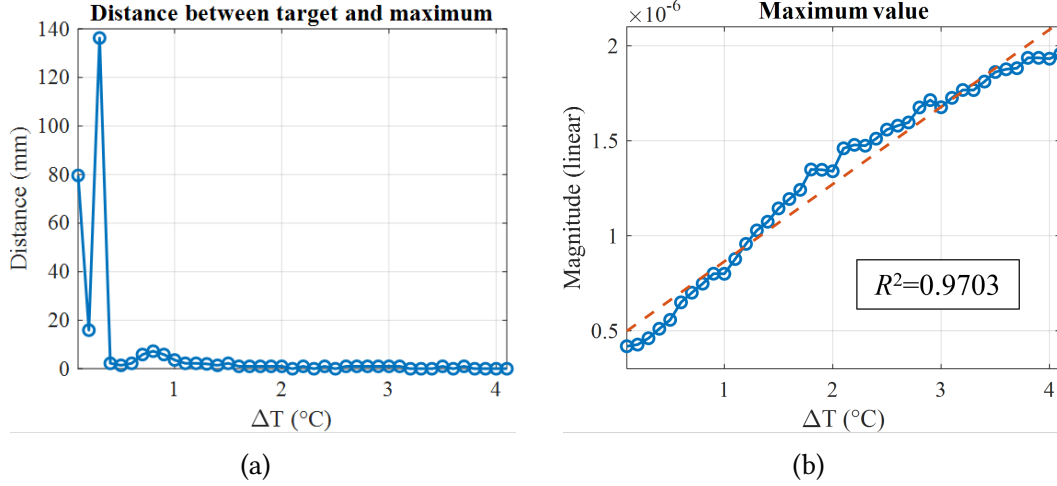 Distance between target and maximum
140
120
100
80
60
40
20
0
Distance (mm)
1
2
3
4
ΔT (°C)
(a)
Maximum value
×10⁻⁶
2
1.5
1
0.5
Magnitude (linear)
R²=0.9703
1
2
3
4
ΔT (°C)
(b)